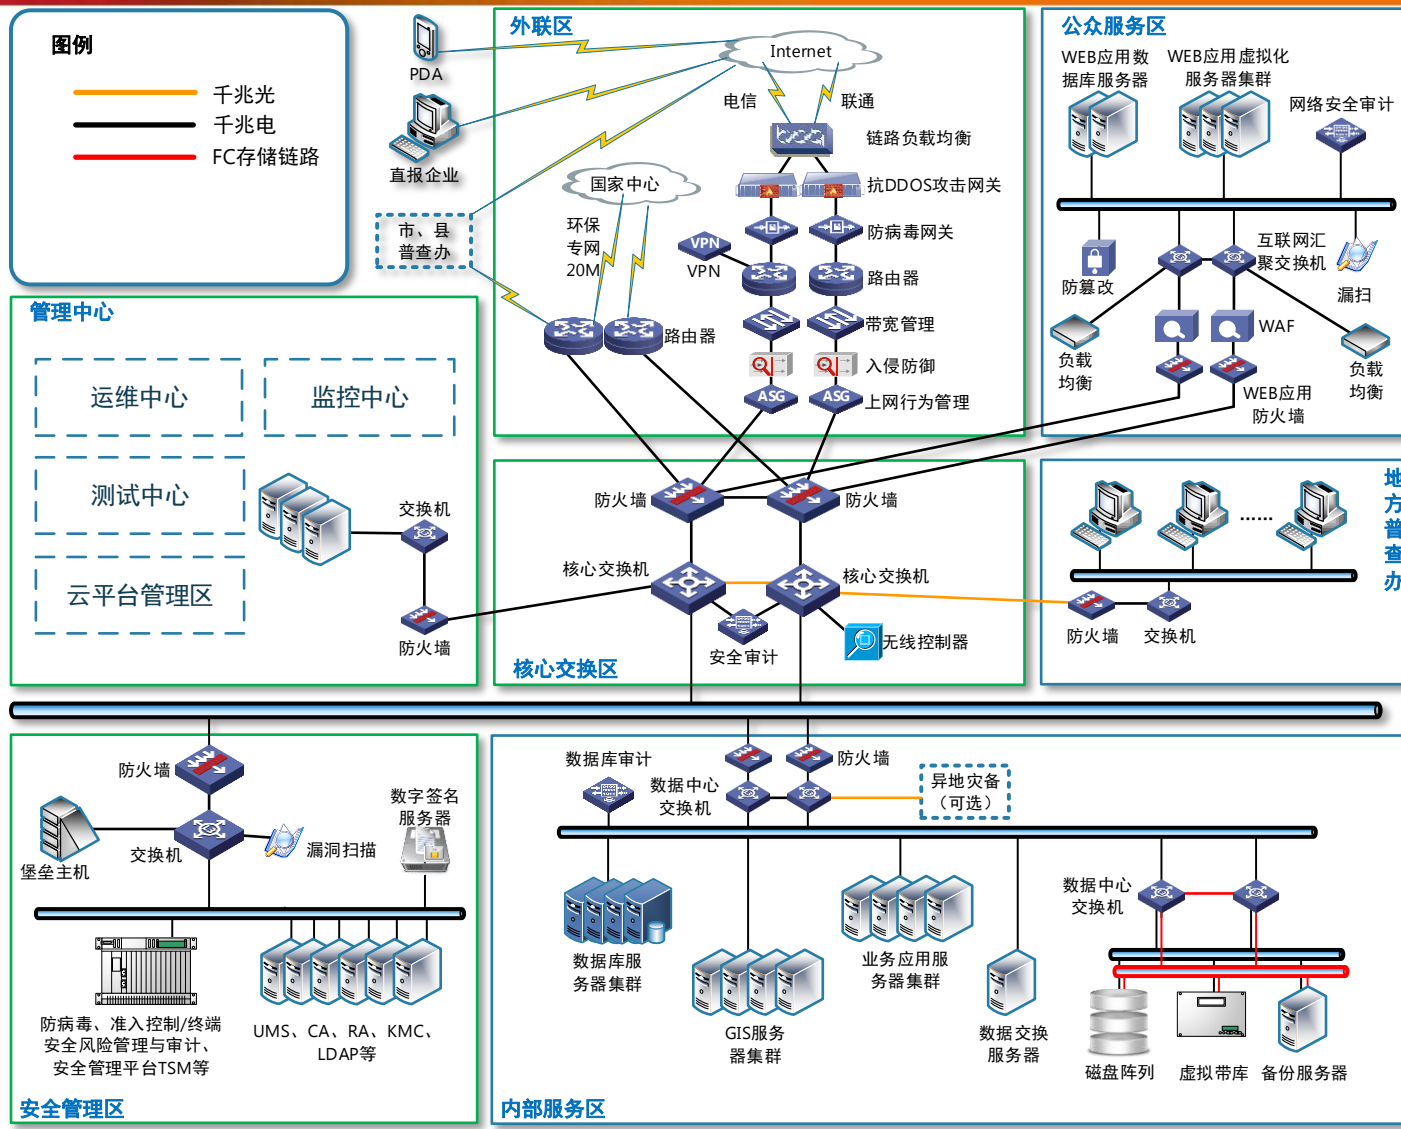 图例
千兆光
千兆电
FC存储链路
PDA
直报企业
市、县
普查办
外联区
Internet
电信
联通
链路负载均衡
国家中心
抗DDOS攻击网关
环保
专网
20M
防病毒网关
VPN
VPN
路由器
路由器
带宽管理
入侵防御
ASG
ASG
上网行为管理
公众服务区
WEB应用数
据库服务器
WEB应用虚拟化
服务器集群
网络安全审计
防篡改
互联网汇
聚交换机
漏扫
负载
均衡
WAF
负载
均衡
WEB应用
防火墙
管理中心
运维中心
监控中心
测试中心
云平台管理区
交换机
防火墙
防火墙
防火墙
核心交换机
核心交换机
安全审计
无线控制器
核心交换区
地
方
普
查
办
......
防火墙
交换机
防火墙
堡垒主机
交换机
漏洞扫描
数字签名
服务器
防病毒、准入控制/终端
安全风险管理与审计、
安全管理平台TSM等
UMS、CA、RA、KMC、
LDAP等
安全管理区
数据库审计
数据中心
交换机
防火墙
异地灾备
（可选）
数据库服
务器集群
GIS服务
器集群
业务应用服
务器集群
数据交换
服务器
数据中心
交换机
磁盘阵列
虚拟带库
备份服务器
内部服务区